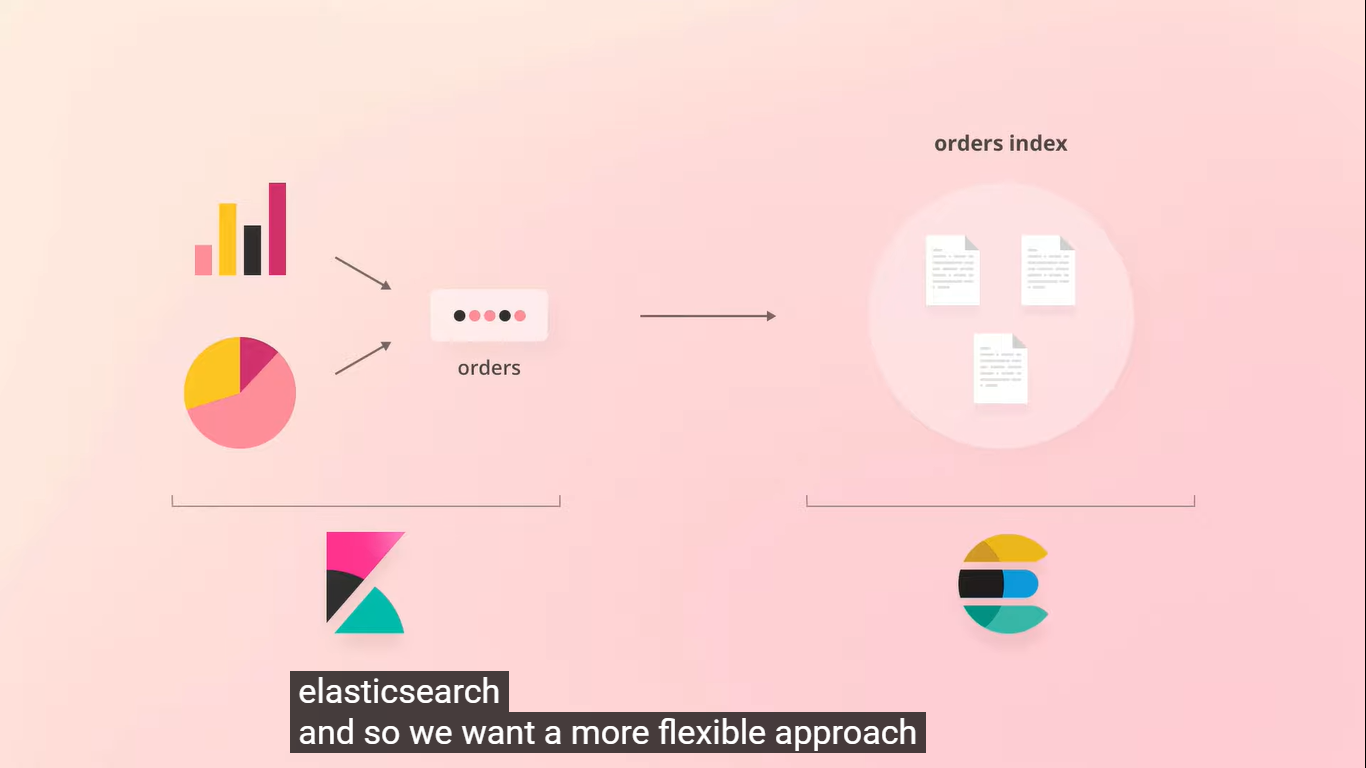 orders index
orders
elasticsearch
and so we want a more flexible approach